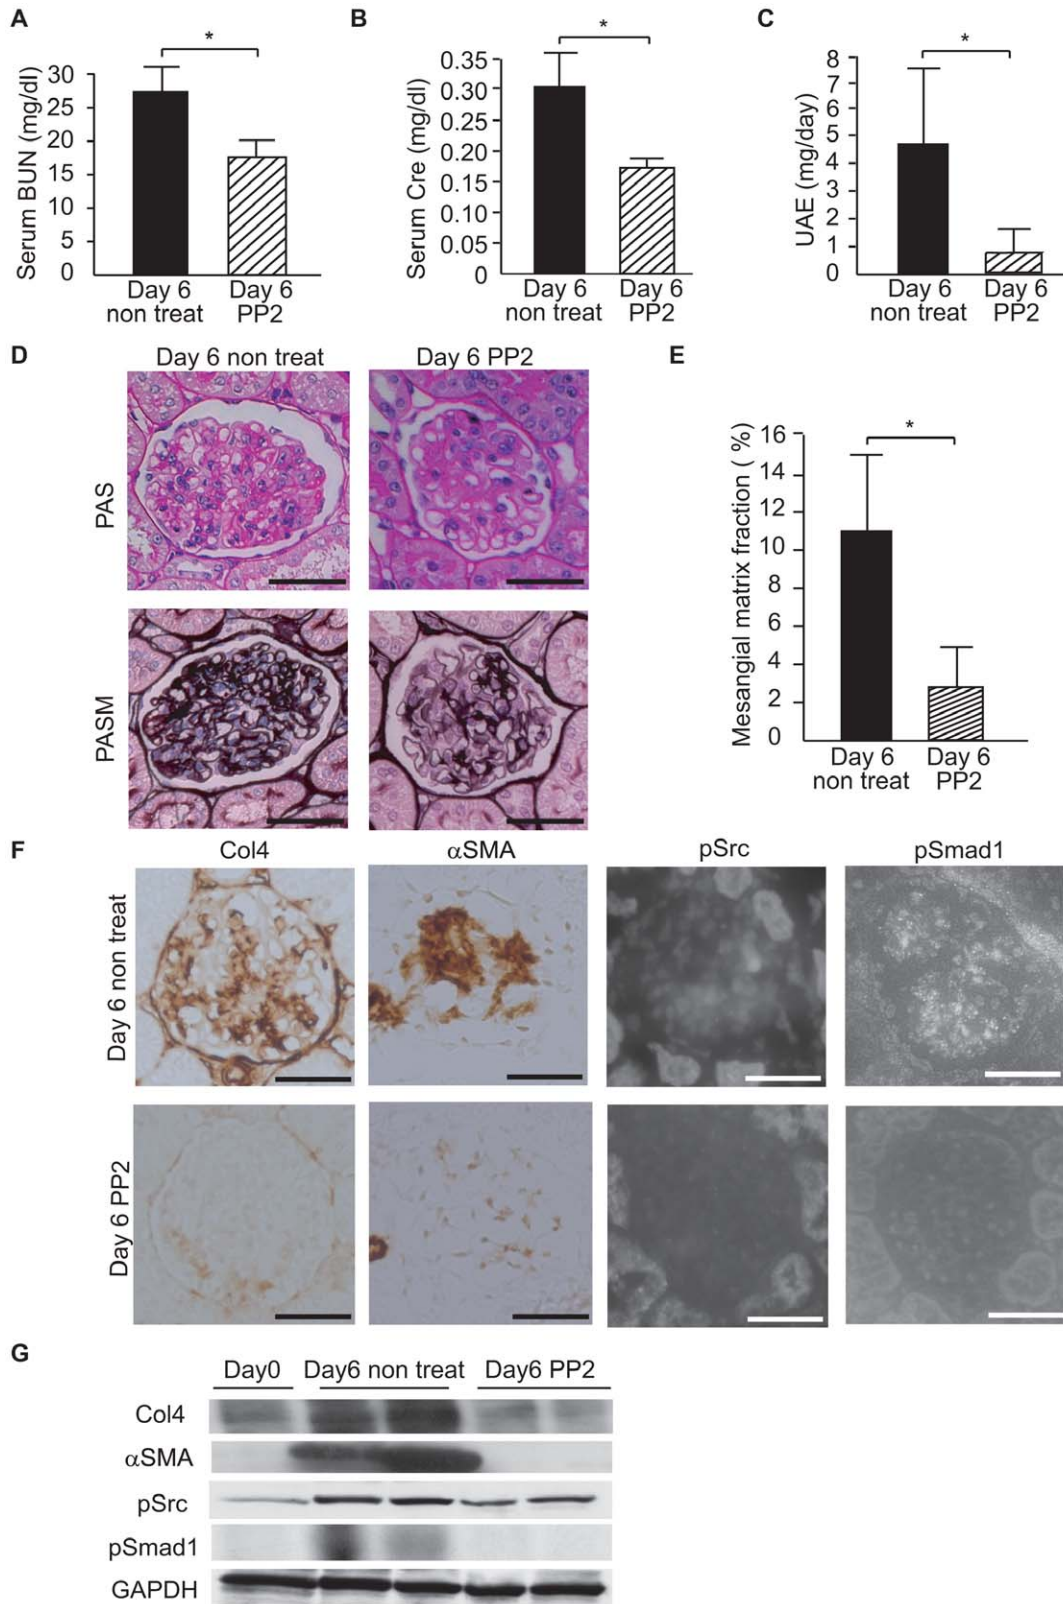 A
B
C
*
*
*
Serum BUN (mg/dl)
30
25
20
15
10
5
0
Day 6
non treat
Day 6
PP2
Serum Cre (mg/dl)
0.35
0.30
0.25
0.20
0.15
0.10
0.05
0
Day 6
non treat
Day 6
PP2
UAE (mg/day)
8
7
6
5
4
3
2
1
0
Day 6
non treat
Day 6
PP2
D
Day 6 non treat
Day 6 PP2
PAS
PASM
E
*
Mesangial matrix fraction ( %)
16
14
12
10
8
6
4
2
0
Day 6
non treat
Day 6
PP2
F
Col4
αSMA
pSrc
pSmad1
Day 6 non treat
Day 6 PP2
G
Day0
Day6 non treat
Day6 PP2
Col4
αSMA
pSrc
pSmad1
GAPDH